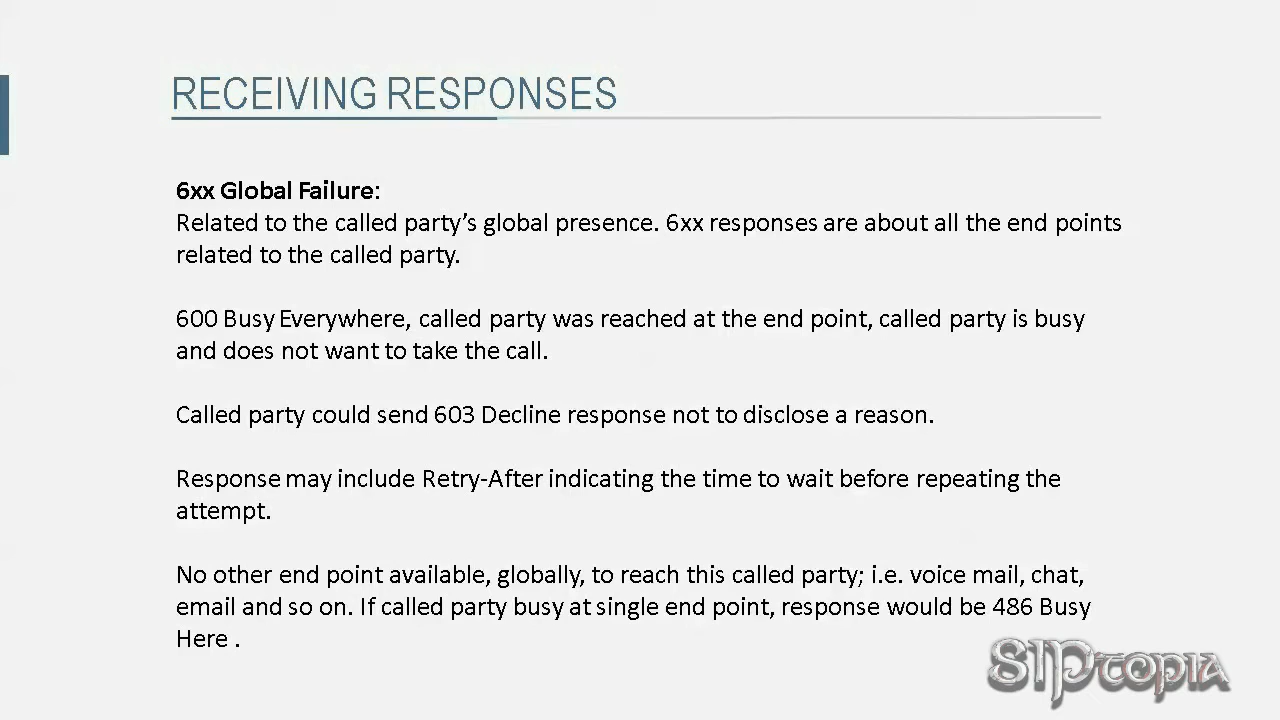 RECEIVING RESPONSES
6xx Global Failure:
Related to the called party’s global presence. 6xx responses are about all the end points
related to the called party.
600 Busy Everywhere, called party was reached at the end point, called party is busy
and does not want to take the call.
Called party could send 603 Decline response not to disclose a reason.
Response may include Retry-After indicating the time to wait before repeating the
attempt.
No other end point available, globally, to reach this called party; i.e. voice mail, chat,
email and so on. If called party busy at single end point, response would be 486 Busy
Here .
SIPtopia